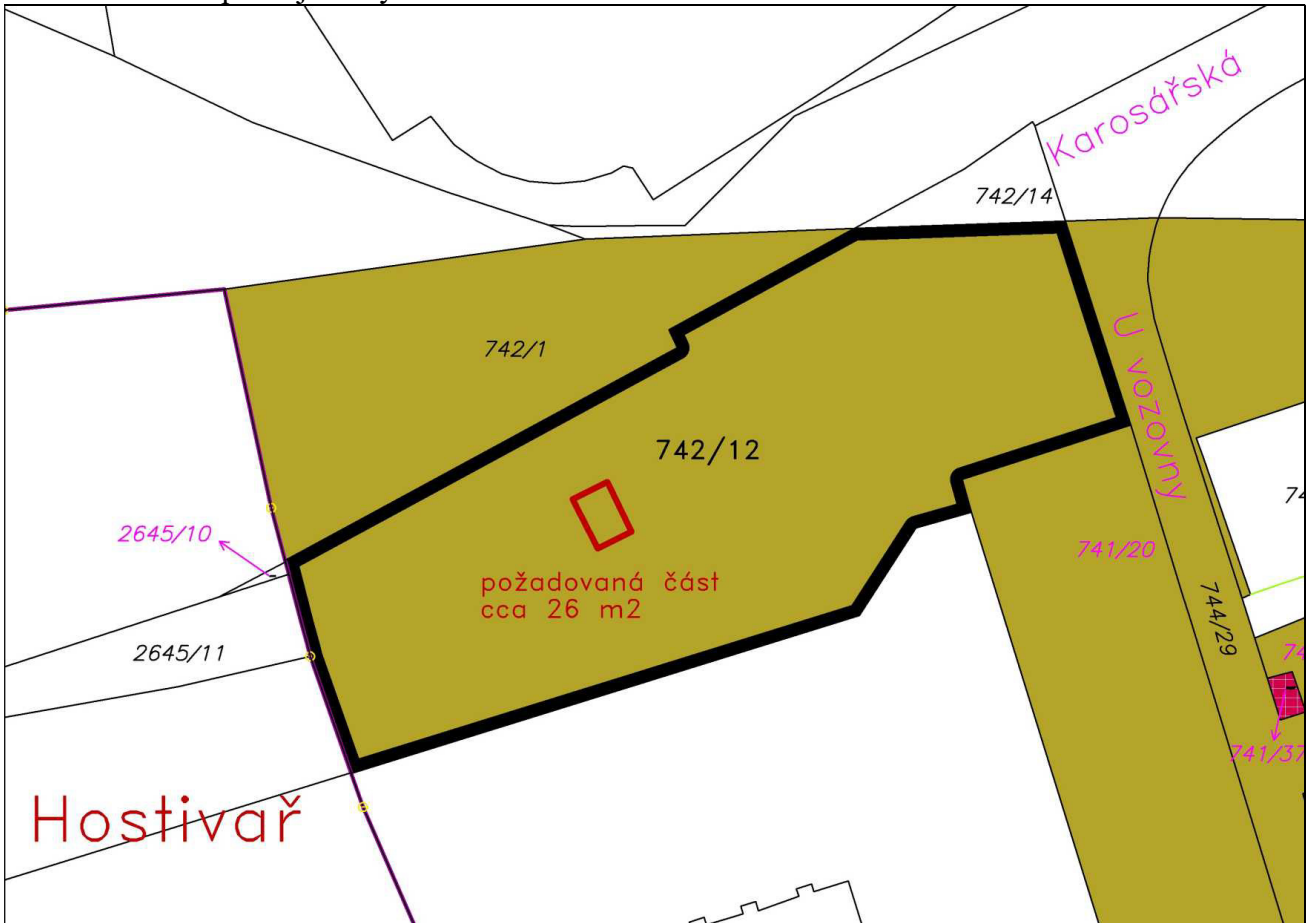 Karosářská
742/14
U vozovny
742/1
742/12
2645/10
741/20
požadovaná část
cca 26 m2
744/29
2645/11
741/37
Hostivař